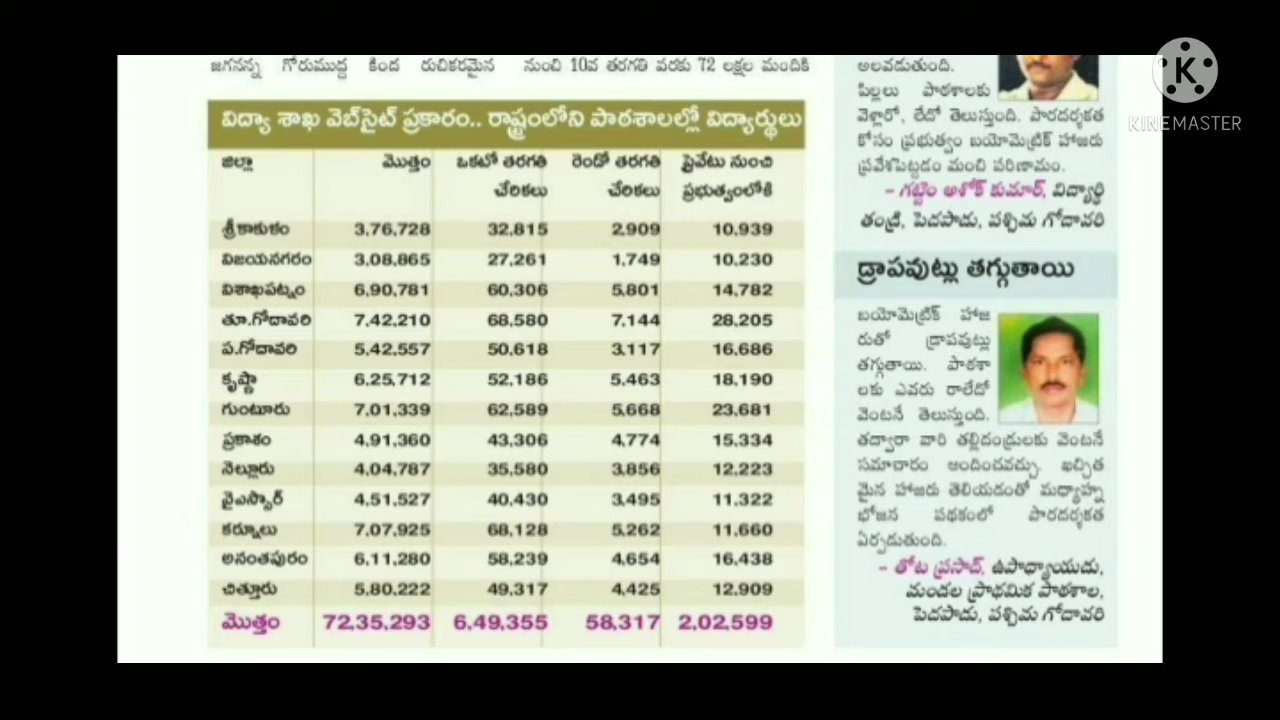 జగనన్న గోరుముద్ద కింద రుచికరమైన
నుంచి 10వ తరగతి వరకు 72 లక్షల మందికి
విద్యా శాఖ వెబ్‌సైట్ ప్రకారం.. రాష్ట్రంలోని పాఠశాలల్లో విద్యార్థులు
జిల్లా మొత్తం ఒకటో తరగతి రెండో తరగతి ప్రైవేటు నుంచి
చేరికలు చేరికలు ప్రభుత్వంలోకి
శ్రీకాకుళం 3,76,728 32,815 2,909 10,939
విజయనగరం 3,08,865 27,261 1,749 10,230
విశాఖపట్నం 6,90,781 60,306 5,801 14,782
తూ.గోదావరి 7,42,210 68,580 7,144 28,205
ప.గోదావరి 5,42,557 50,618 3,117 16,686
కృష్ణా 6,25,712 52,186 5,463 18,190
గుంటూరు 7,01,339 62,589 5,668 23,681
ప్రకాశం 4,91,360 43,306 4,774 15,334
నెల్లూరు 4,04,787 35,580 3,856 12,223
వైఎస్సార్ 4,51,527 40,430 3,495 11,322
కర్నూలు 7,07,925 68,128 5,262 11,660
అనంతపురం 6,11,280 58,239 4,654 16,438
చిత్తూరు 5,80,222 49,317 4,425 12,909
మొత్తం 72,35,293 6,49,355 58,317 2,02,599
అలవడుతుంది.
పిల్లలు పాఠశాలకు
వెళ్లారో, లేదో తెలుస్తుంది. పారదర్శకత
కోసం ప్రభుత్వం బయోమెట్రిక్ హాజరు
ప్రవేశపెట్టడం మంచి పరిణామం.
– గట్టెం అశోక్ కుమార్, విద్యార్థి
తండ్రి, పెదపాడు, పశ్చిమ గోదావరి
డ్రాపవుట్లు తగ్గుతాయి
బయోమెట్రిక్ హాజ
రుతో డ్రాపవుట్లు
తగ్గుతాయి. పాఠశా
లకు ఎవరు రాలేదో
వెంటనే తెలుస్తుంది.
తద్వారా వారి తల్లిదండ్రులకు వెంటనే
సమాచారం అందించవచ్చు. ఖచ్చిత
మైన హాజరు తెలియడంతో మధ్యాహ్న
భోజన పథకంలో పారదర్శకత
ఏర్పడుతుంది.
– తోట ప్రసాద్, ఉపాధ్యాయుడు,
మండల ప్రాథమిక పాఠశాల,
పెదపాడు, పశ్చిమ గోదావరి
K
KINEMASTER